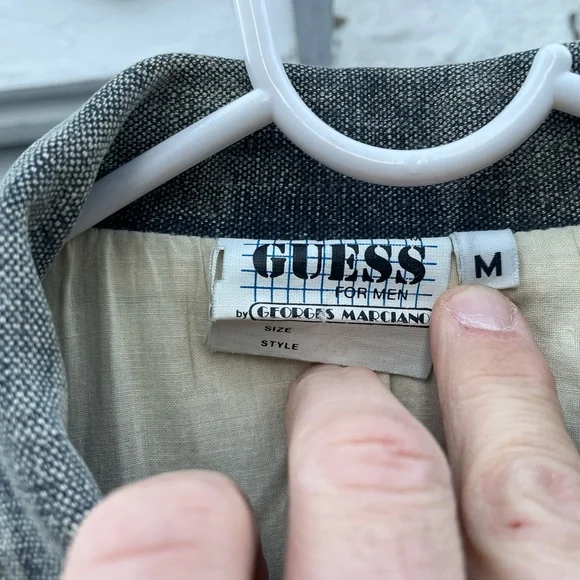 GUESS
FOR MEN
by GEORGES MARCIANO
SIZE
STYLE
M